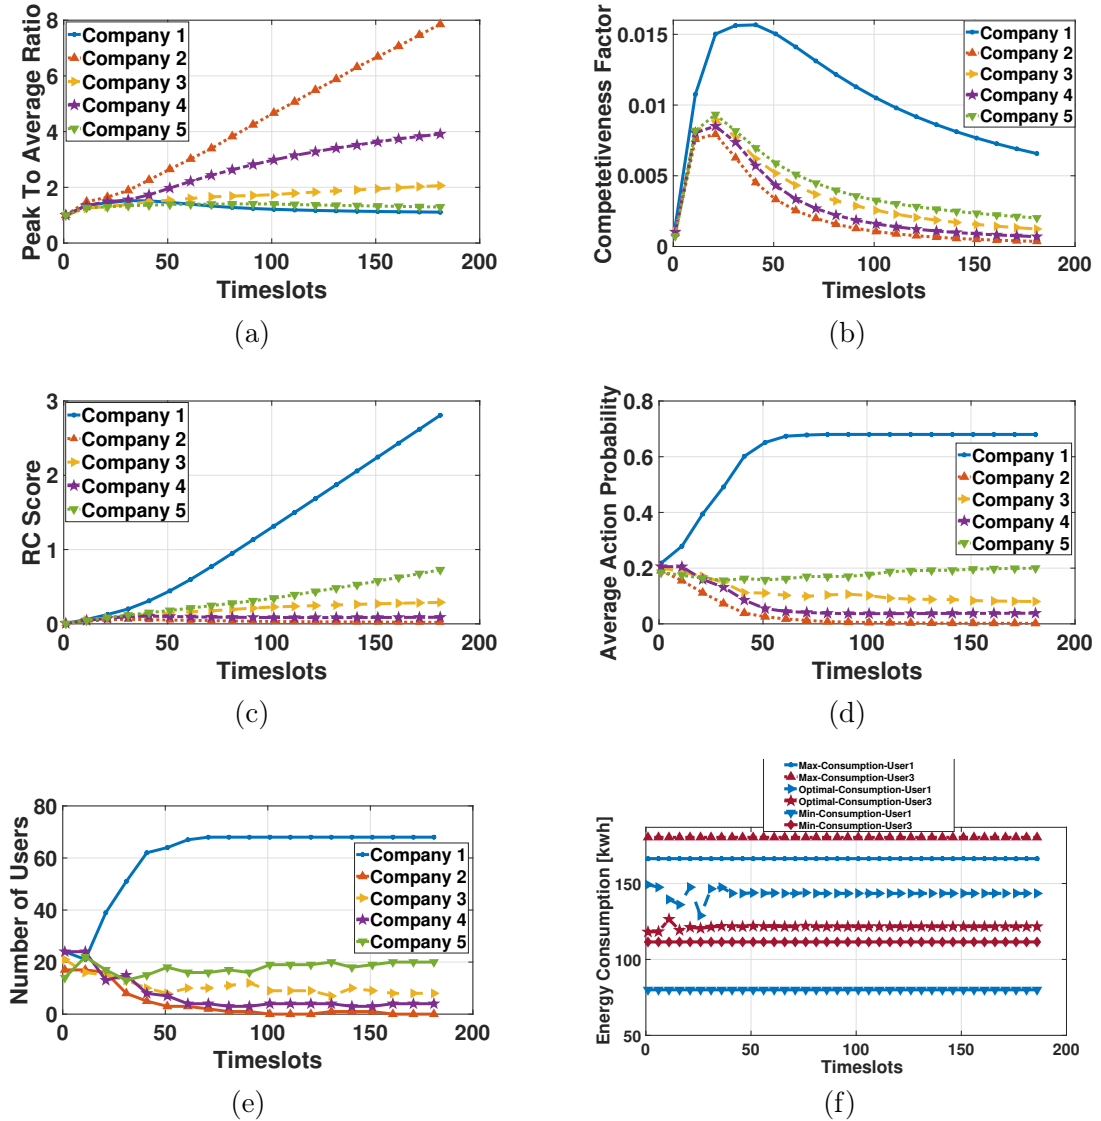 Peak To Average Ratio
8
6
4
2
0
Company 1
Company 2
Company 3
Company 4
Company 5
0 50 100 150 200
Timeslots
(a)
Competetiveness Factor
0.015
0.01
0.005
0
Company 1
Company 2
Company 3
Company 4
Company 5
0 50 100 150 200
Timeslots
(b)
RC Score
3
2
1
0
Company 1
Company 2
Company 3
Company 4
Company 5
0 50 100 150 200
Timeslots
(c)
Average Action Probability
0.8
0.6
0.4
0.2
0
Company 1
Company 2
Company 3
Company 4
Company 5
0 50 100 150 200
Timeslots
(d)
Number of Users
80
60
40
20
0
Company 1
Company 2
Company 3
Company 4
Company 5
0 50 100 150 200
Timeslots
(e)
Max-Consumption-User1
Max-Consumption-User3
Optimal-Consumption-User1
Optimal-Consumption-User3
Min-Consumption-User1
Min-Consumption-User3
Energy Consumption [kwh]
150
100
50
0 50 100 150 200
Timeslots
(f)